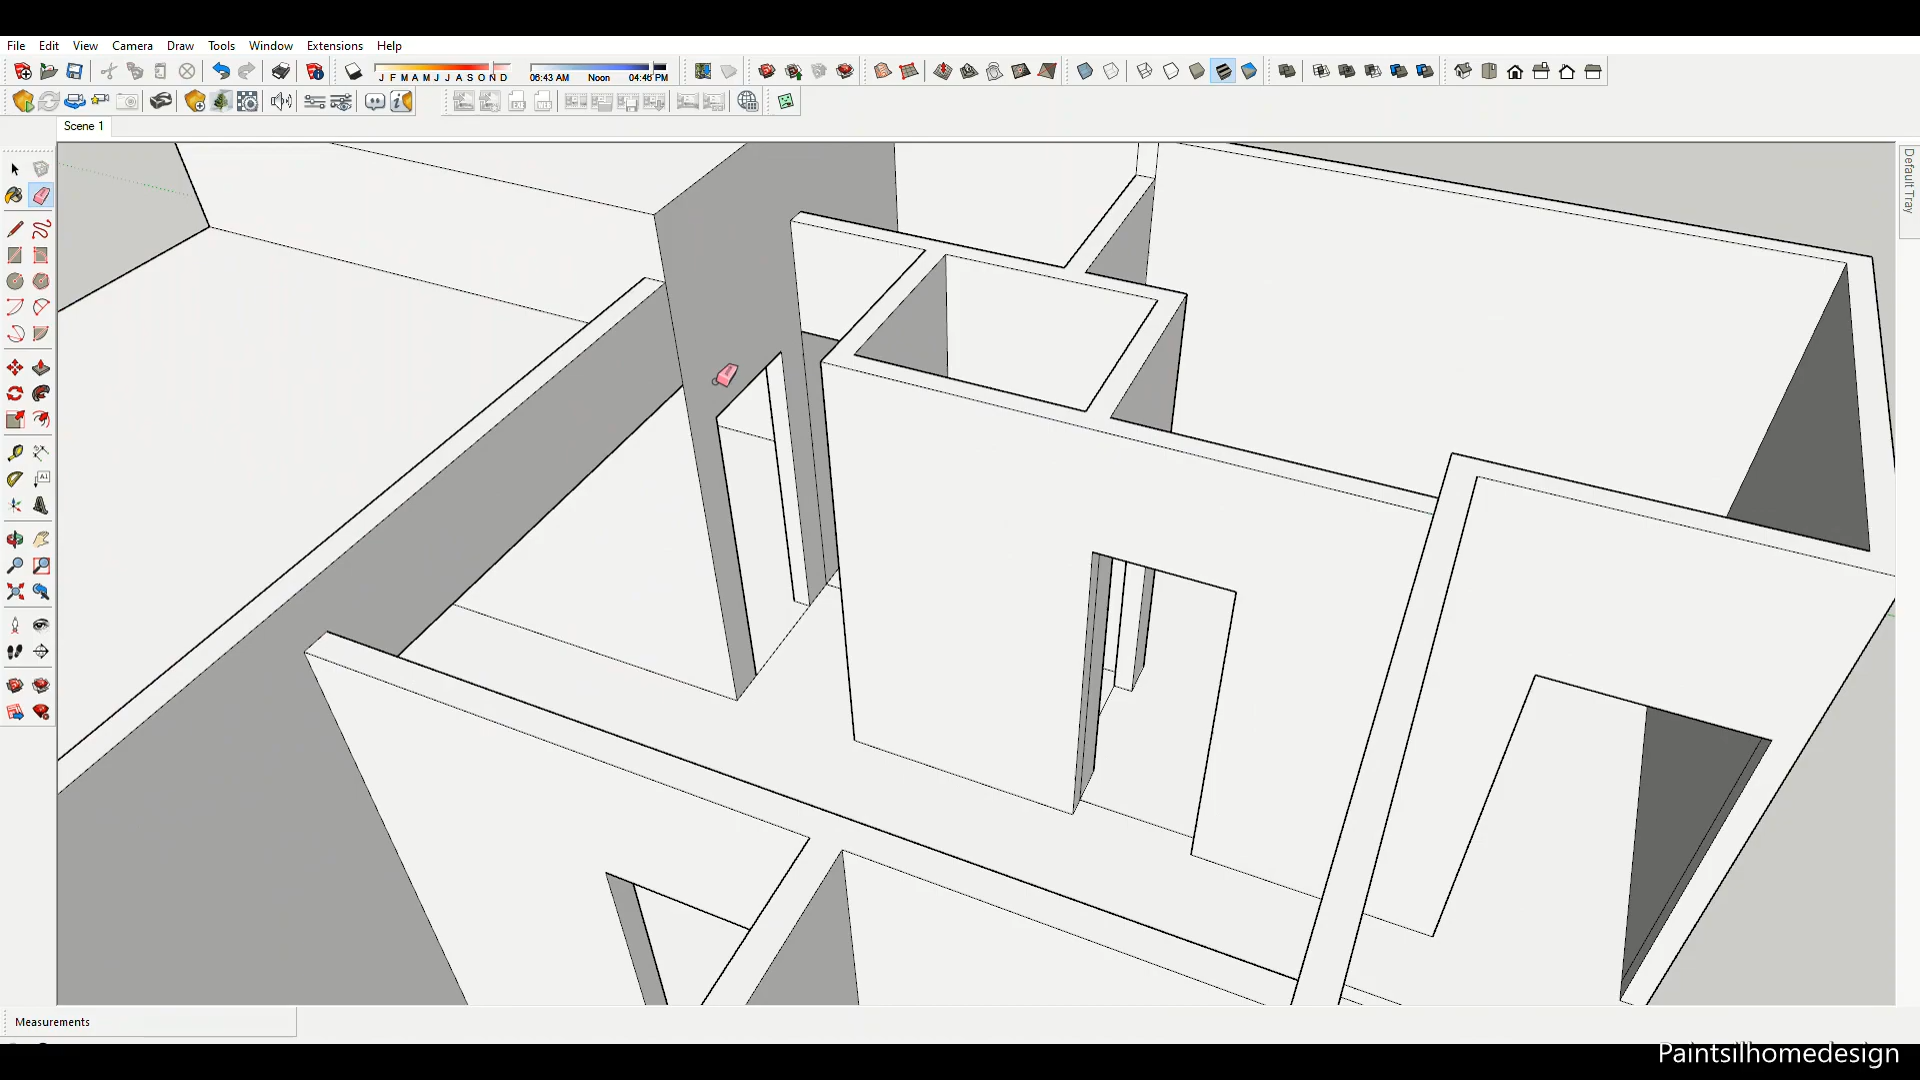 File Edit View Camera Draw Tools Window Extensions Help
J F M A M J J A S O N D 06:43 AM Noon 04:46 PM
Scene 1
Default Tray
Measurements
Paintsilhomedesign